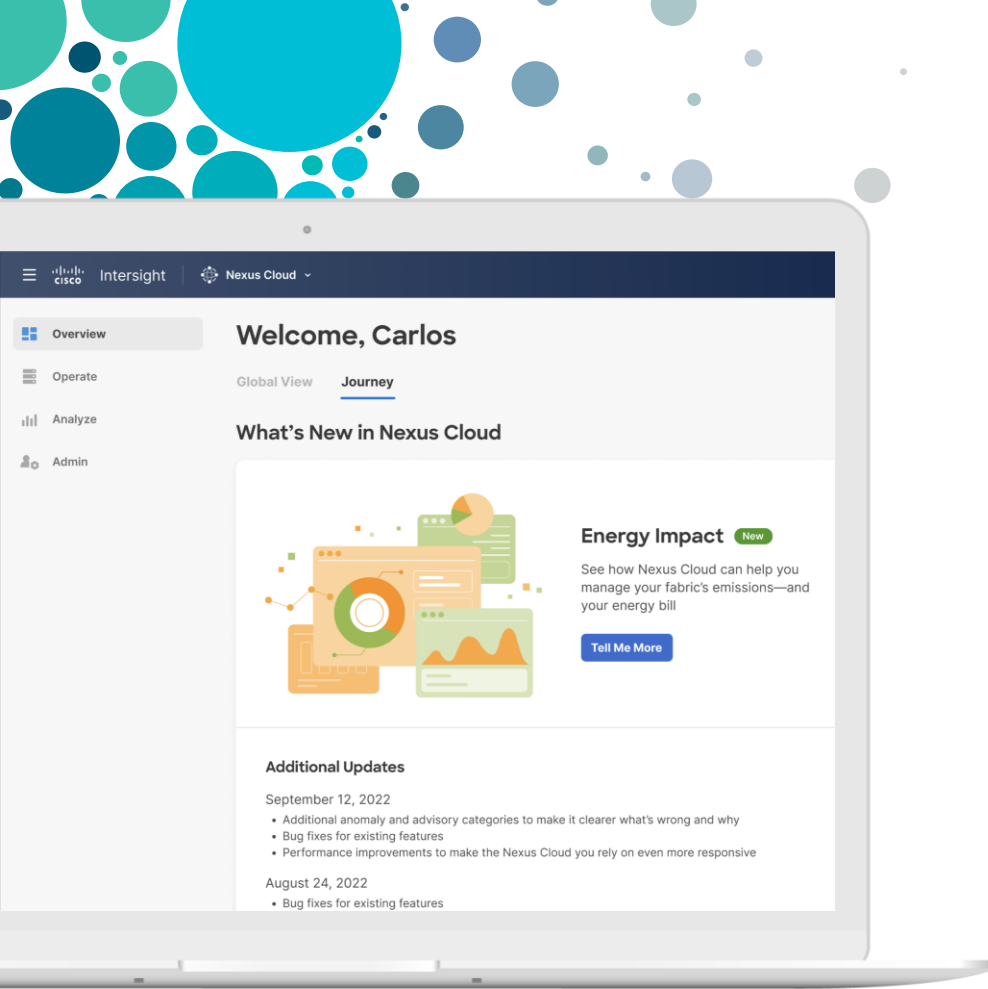 CISCO Intersight Nexus Cloud
Overview
Operate
Analyze
Admin
Welcome, Carlos
Global View Journey
What's New in Nexus Cloud
Energy Impact New
See how Nexus Cloud can help you
manage your fabric's emissions—and
your energy bill
Tell Me More
Additional Updates
September 12, 2022
• Additional anomaly and advisory categories to make it clearer what's wrong and why
• Bug fixes for existing features
• Performance improvements to make the Nexus Cloud you rely on even more responsive
August 24, 2022
• Bug fixes for existing features